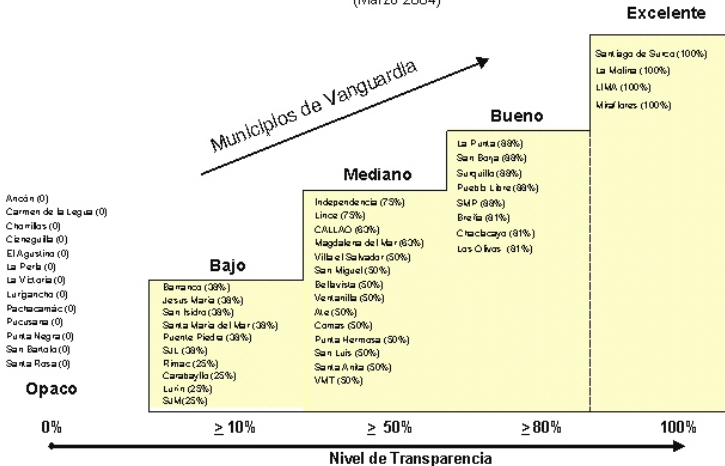 (Marzo 2004)
Excelente
Santiago de Surco (100%)
La Molina (100%)
LIMA (100%)
Miraflores (100%)
Municipios de Vanguardia
Bueno
La Punta (88%)
San Borja (88%)
Surquillo (88%)
Pueblo Libre (88%)
SMP (88%)
Breña (81%)
Chaclacayo (81%)
Los Olivos (81%)
Mediano
Independencia (75%)
Lince (75%)
CALLAO (63%)
Magdalena del Mar (63%)
Villa el Salvador (50%)
San Miguel (50%)
Bellavista (50%)
Ventanilla (50%)
Ate (50%)
Comas (50%)
Punta Hermosa (50%)
San Luis (50%)
Santa Anita (50%)
VMT (50%)
Bajo
Barranco (38%)
Jesus María (38%)
San Isidro (38%)
Santa María del Mar (38%)
Puente Piedra (38%)
SJL (38%)
Rimac (25%)
Carabayllo (25%)
Lurín (25%)
SJM (25%)
Ancón (0)
Carmen de la Legua (0)
Chorrillos (0)
Cieneguilla (0)
El Agustino (0)
La Perla (0)
La Victoria (0)
Lurigancho (0)
Pachacamác (0)
Pucusana (0)
Punta Negra (0)
San Bartolo (0)
Santa Rosa (0)
Opaco
0% ≥ 10% ≥ 50% ≥ 80% 100%
Nivel de Transparencia